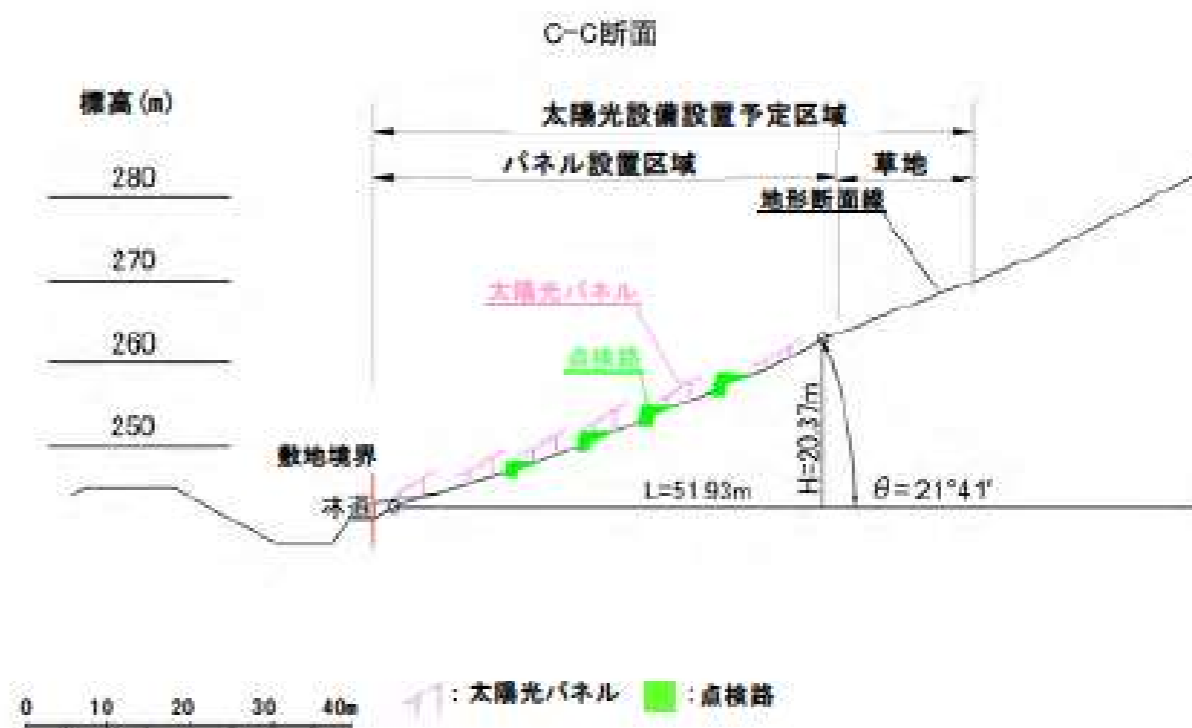 C-C断面
標高(m)
太陽光設備設置予定区域
パネル設置区域
草地
280
地形断面線
270
太陽光パネル
260
点検路
250
敷地境界
林道
L=51.93m
H=20.37m
θ=21°41'
0 10 20 30 40m
:太陽光パネル
:点検路